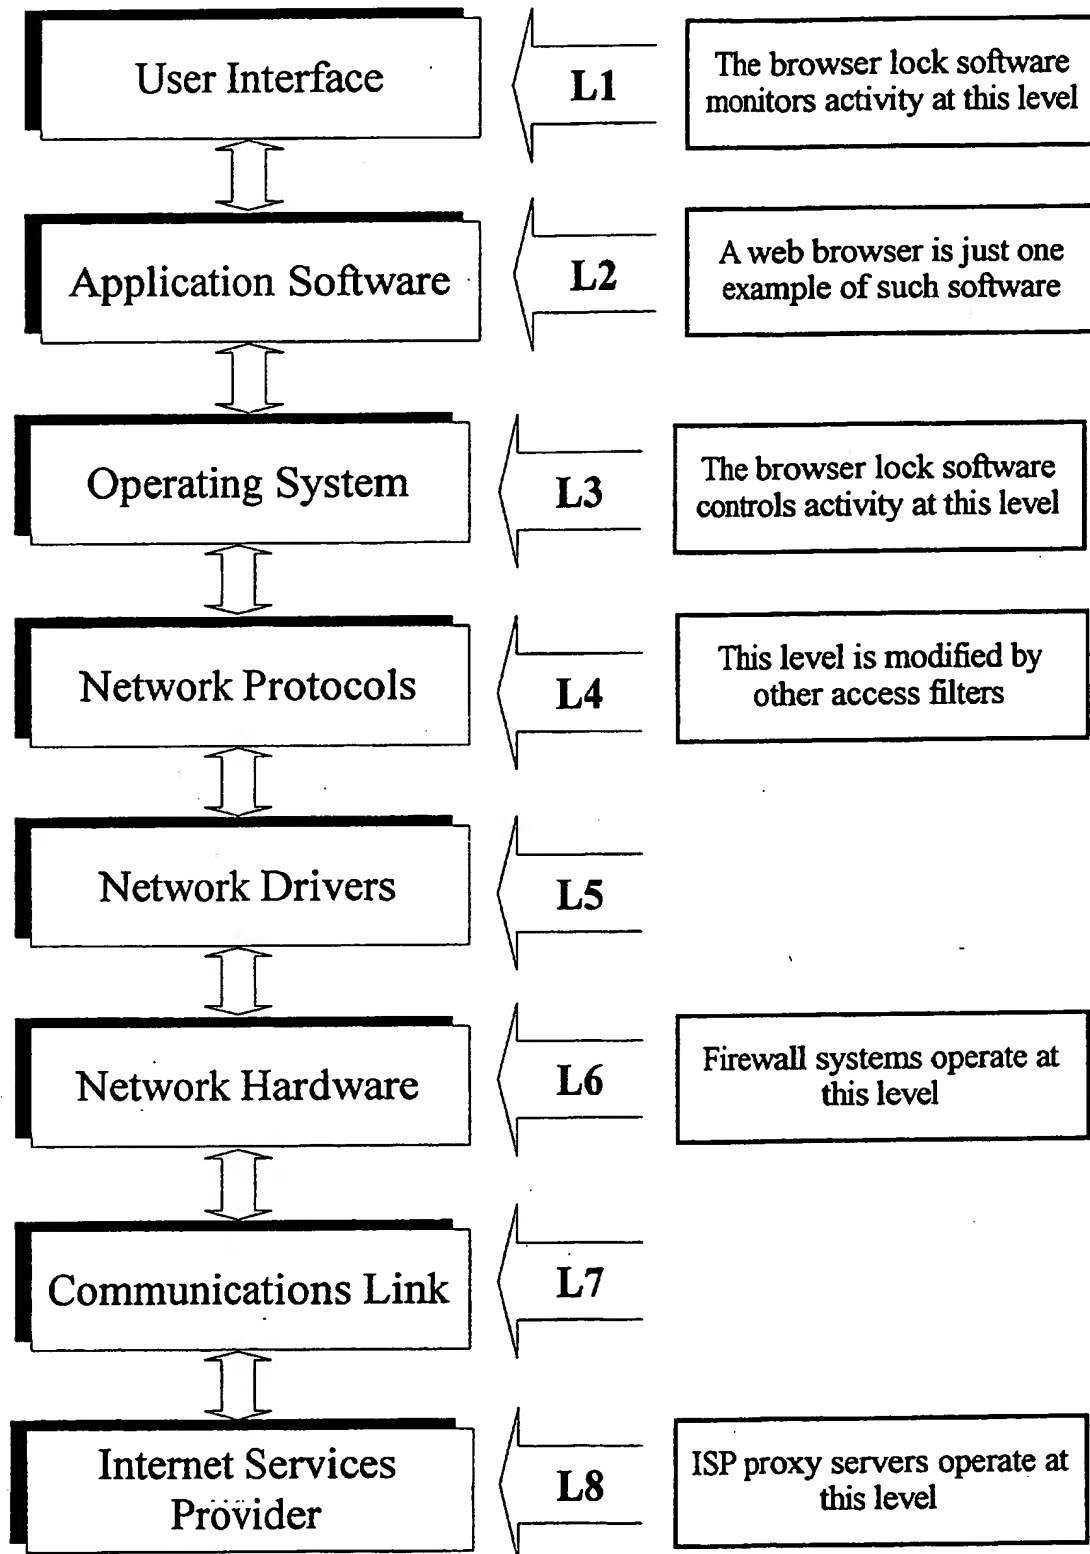 User Interface
L1
The browser lock software
monitors activity at this level
Application Software
L2
A web browser is just one
example of such software
Operating System
L3
The browser lock software
controls activity at this level
Network Protocols
L4
This level is modified by
other access filters
Network Drivers
L5
Network Hardware
L6
Firewall systems operate at
this level
Communications Link
L7
Internet Services
Provider
L8
ISP proxy servers operate at
this level